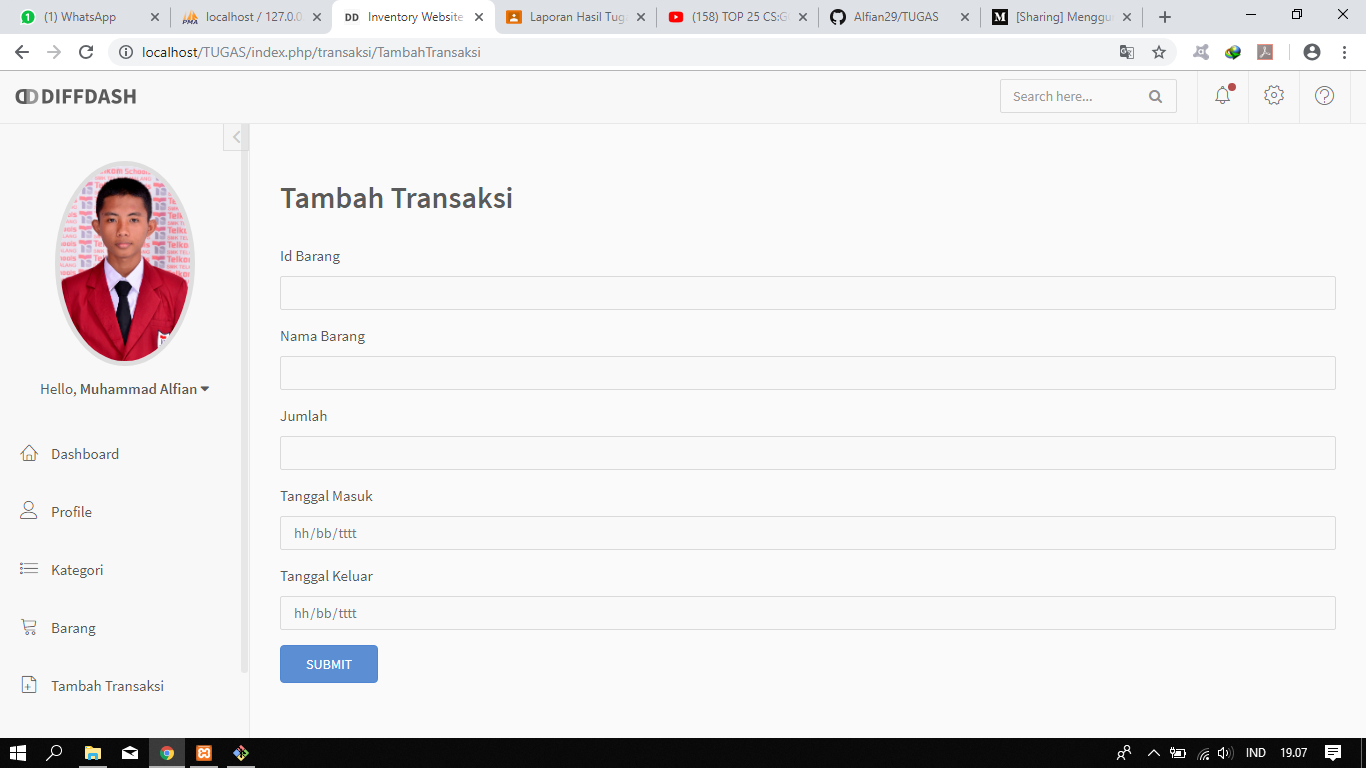 (1) WhatsApp
localhost / 127.0.0
Inventory Website
Laporan Hasil Tug
(158) TOP 25 CS:G
Alfian29/TUGAS
[Sharing] Menggu
localhost/TUGAS/index.php/transaksi/TambahTransaksi
DIFFDASH
Search here...
Hello, Muhammad Alfian
Dashboard
Profile
Kategori
Barang
Tambah Transaksi
Tambah Transaksi
Id Barang
Nama Barang
Jumlah
Tanggal Masuk
hh/bb/tttt
Tanggal Keluar
hh/bb/tttt
SUBMIT
IND
19.07